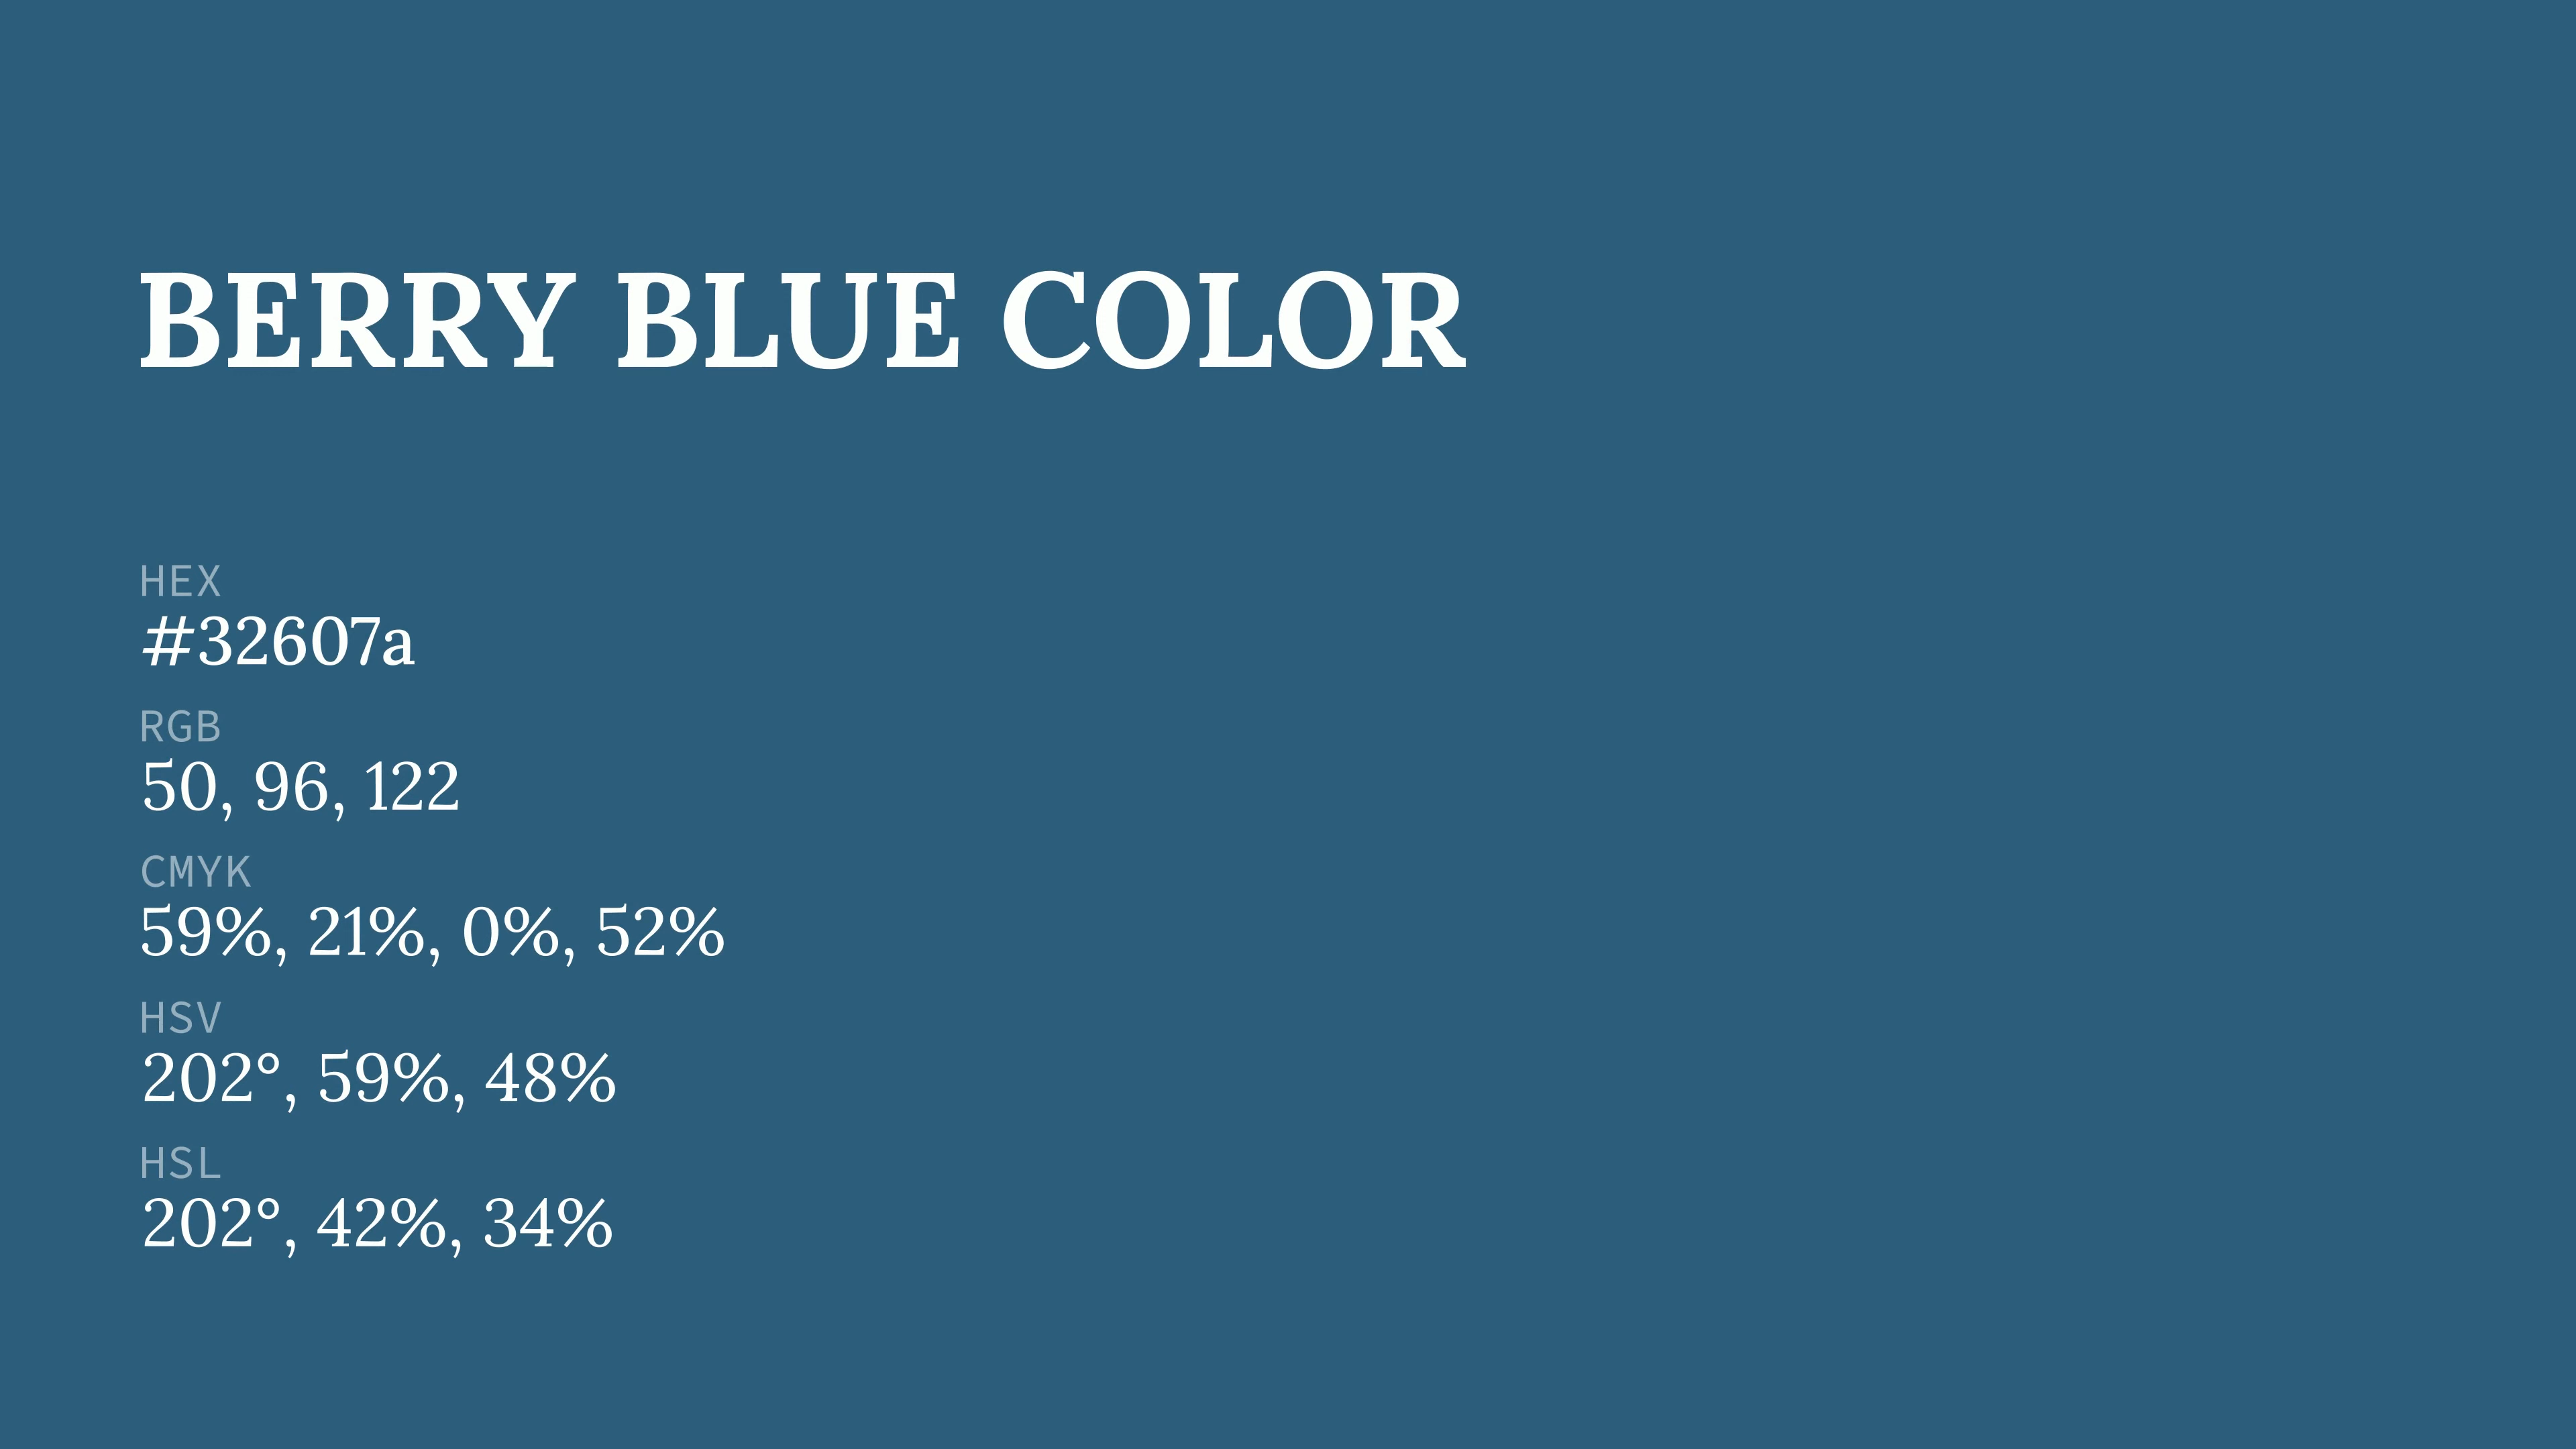 BERRY BLUE COLOR
HEX
#32607a
RGB
50, 96, 122
CMYK
59%, 21%, 0%, 52%
HSV
202°, 59%, 48%
HSL
202°, 42%, 34%